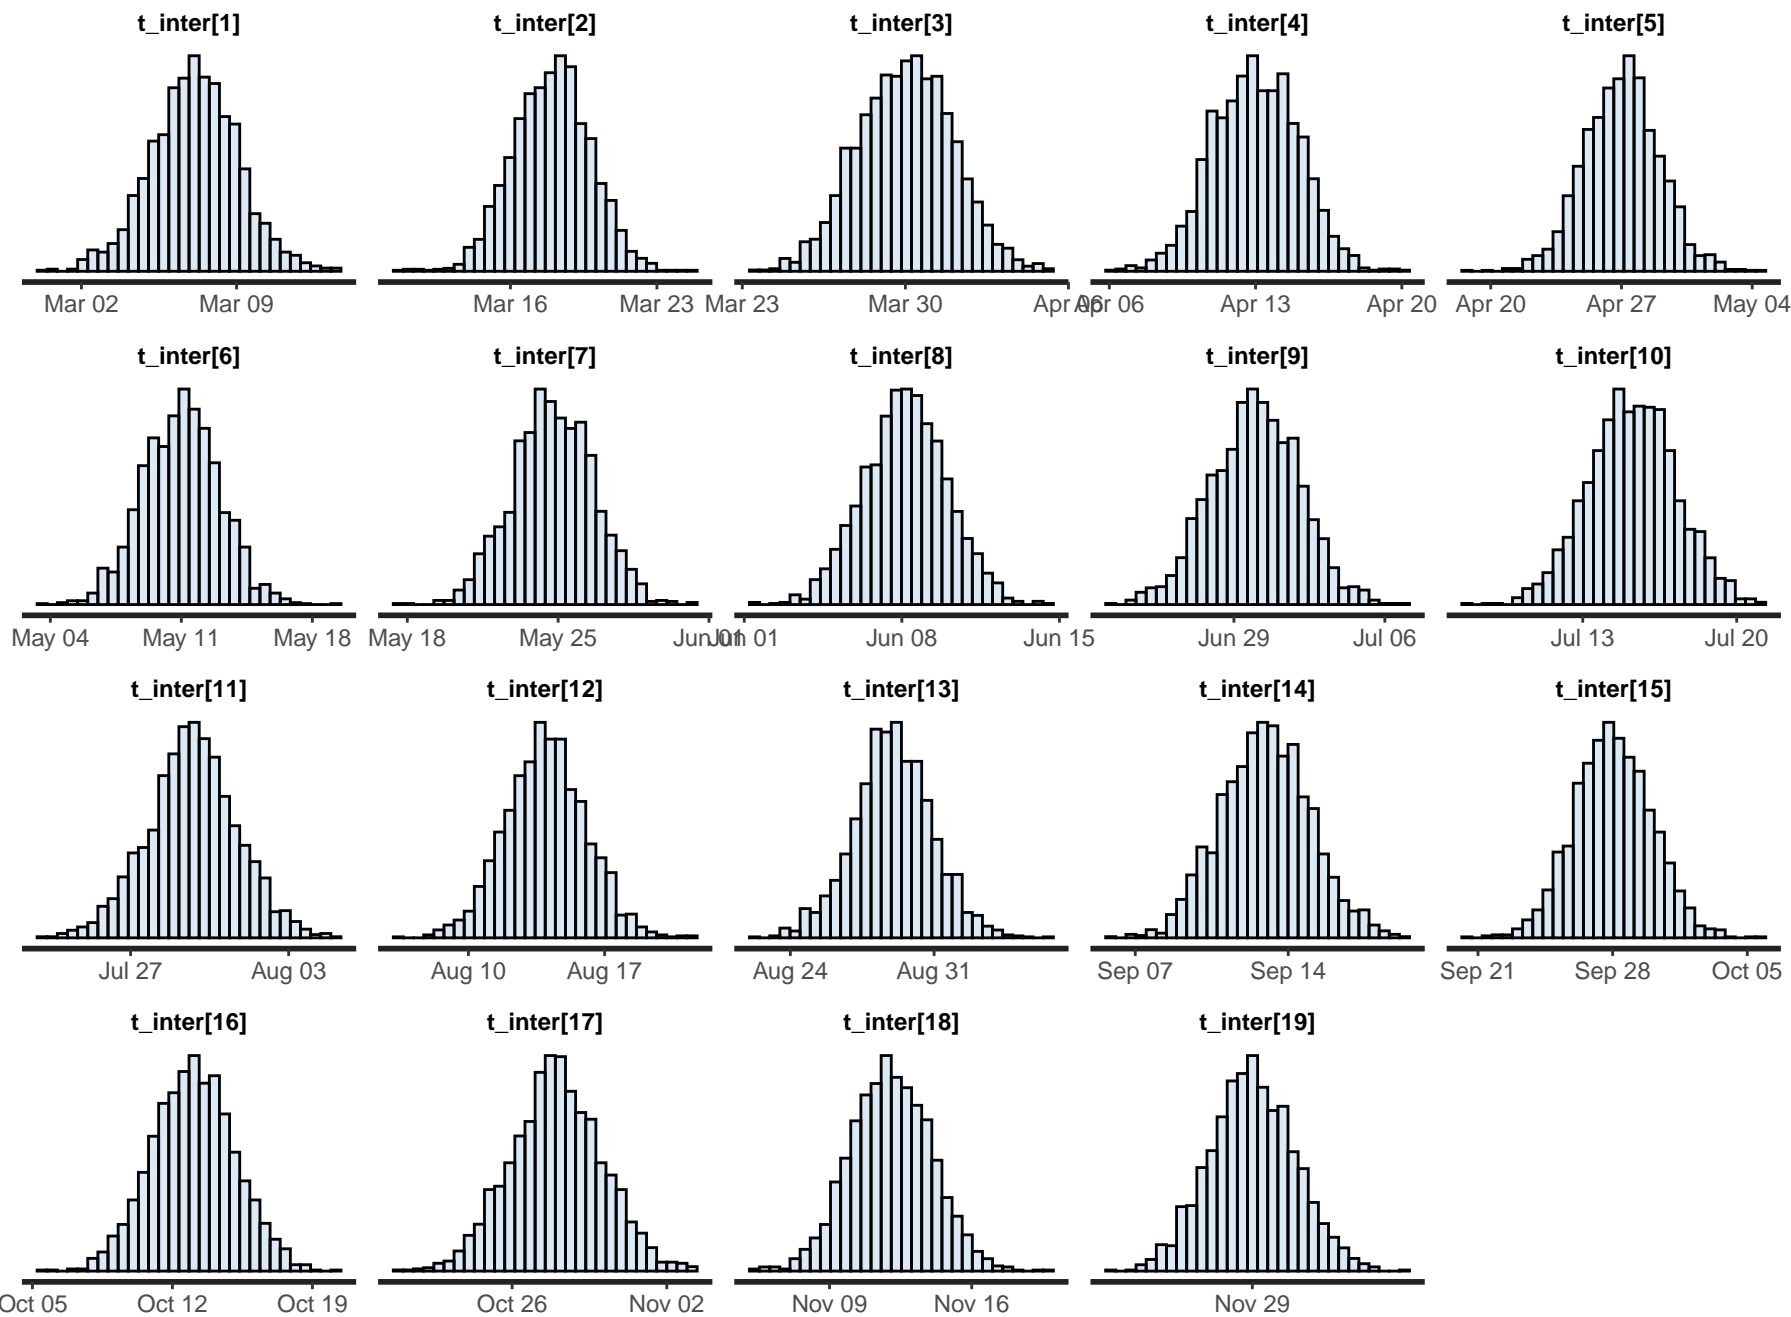 t_inter[1] t_inter[2] t_inter[3] t_inter[4] t_inter[5]
Mar 02 Mar 09 Mar 16 Mar 23 Mar 23 Mar 30 Apr 06 Apr 06 Apr 13 Apr 20 Apr 20 Apr 27 May 04
t_inter[6] t_inter[7] t_inter[8] t_inter[9] t_inter[10]
May 04 May 11 May 18 May 18 May 25 Jun 01 Jun 01 Jun 08 Jun 15 Jun 29 Jul 06 Jul 13 Jul 20
t_inter[11] t_inter[12] t_inter[13] t_inter[14] t_inter[15]
Jul 27 Aug 03 Aug 10 Aug 17 Aug 24 Aug 31 Sep 07 Sep 14 Sep 21 Sep 28 Oct 05
t_inter[16] t_inter[17] t_inter[18] t_inter[19]
Oct 05 Oct 12 Oct 19 Oct 26 Nov 02 Nov 09 Nov 16 Nov 29